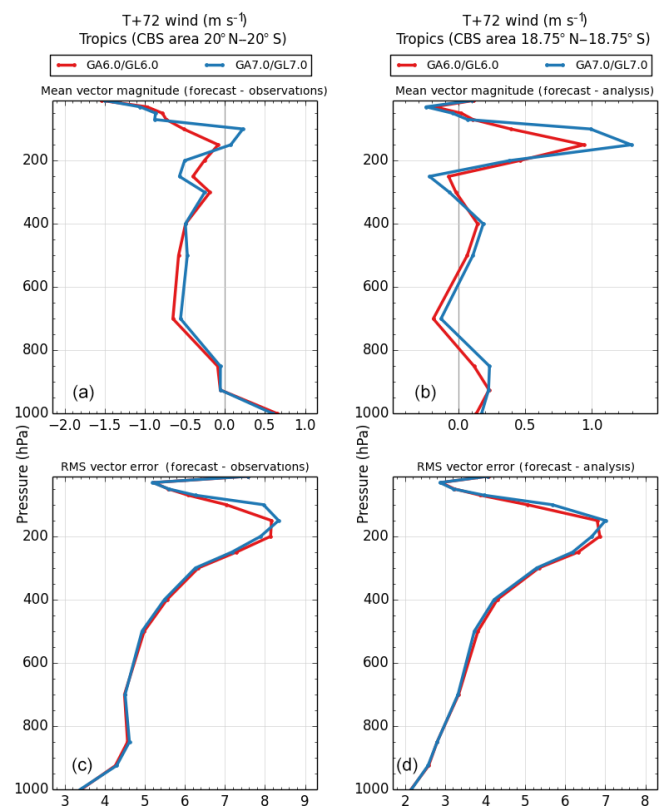 T+72 wind (m s⁻¹)
Tropics (CBS area 20° N–20° S)
GA6.0/GL6.0 GA7.0/GL7.0
Mean vector magnitude (forecast - observations)
200
400
600
800
1000
(a)
−2.0 −1.5 −1.0 −0.5 0.0 0.5 1.0
T+72 wind (m s⁻¹)
Tropics (CBS area 18.75° N–18.75° S)
GA6.0/GL6.0 GA7.0/GL7.0
Mean vector magnitude (forecast - analysis)
200
400
600
800
1000
(b)
0.0 0.5 1.0
Pressure (hPa)
RMS vector error (forecast - observations)
200
400
600
800
1000
(c)
3 4 5 6 7 8 9
Pressure (hPa)
RMS vector error (forecast - analysis)
200
400
600
800
1000
(d)
2 3 4 5 6 7 8